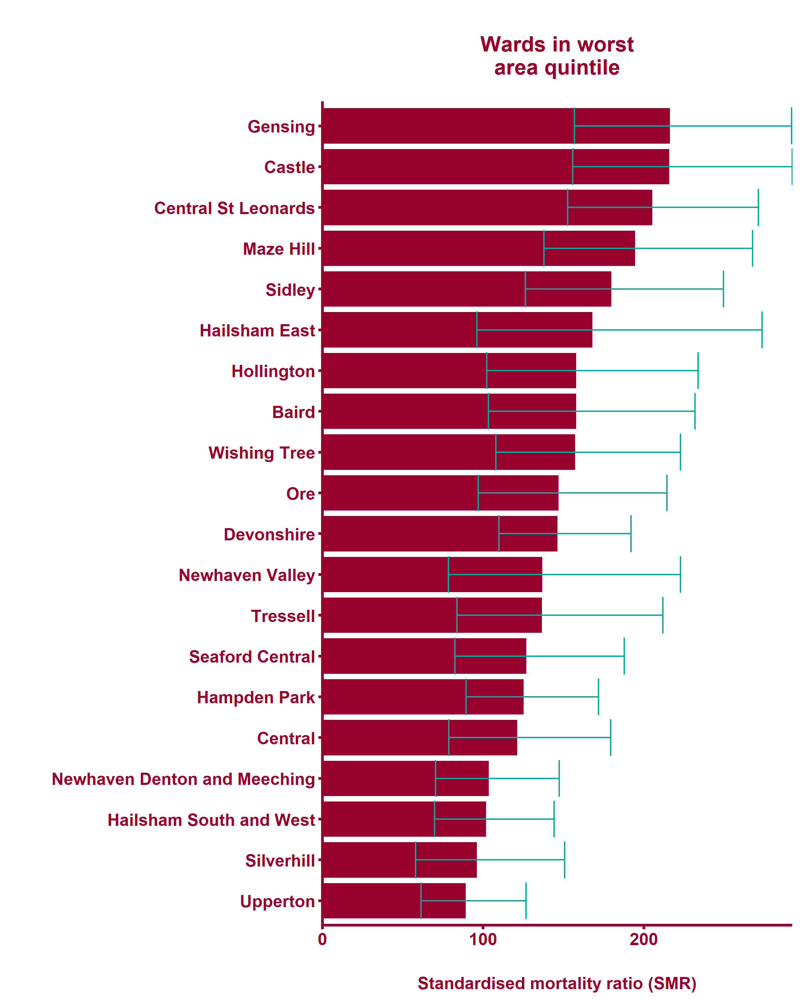 Wards in worst
area quintile
Gensing
Castle
Central St Leonards
Maze Hill
Sidley
Hailsham East
Hollington
Baird
Wishing Tree
Ore
Devonshire
Newhaven Valley
Tressell
Seaford Central
Hampden Park
Central
Newhaven Denton and Meeching
Hailsham South and West
Silverhill
Upperton
0 100 200
Standardised mortality ratio (SMR)